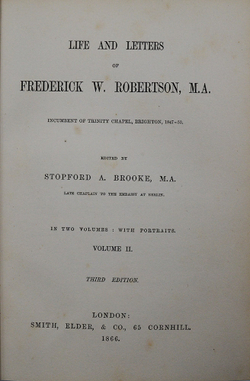 LIFE AND LETTERS
OF
FREDERICK W. ROBERTSON, M.A.
INCUMBENT OF TRINITY CHAPEL, BRIGHTON, 1847-53.
EDITED BY
STOPFORD A. BROOKE, M.A.
LATE CHAPLAIN TO THE EMBASSY AT BERLIN.
IN TWO VOLUMES: WITH PORTRAITS.
VOLUME II.
THIRD EDITION.
LONDON:
SMITH, ELDER, & CO., 65 CORNHILL.
1866.